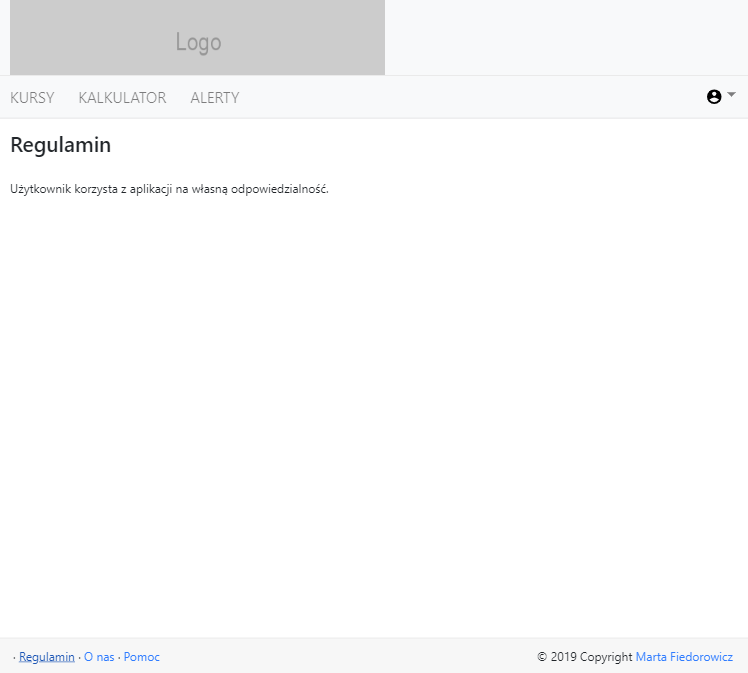 Logo
KURSY KALKULATOR ALERTY
Regulamin
Użytkownik korzysta z aplikacji na własną odpowiedzialność.
· Regulamin · O nas · Pomoc © 2019 Copyright Marta Fiedorowicz